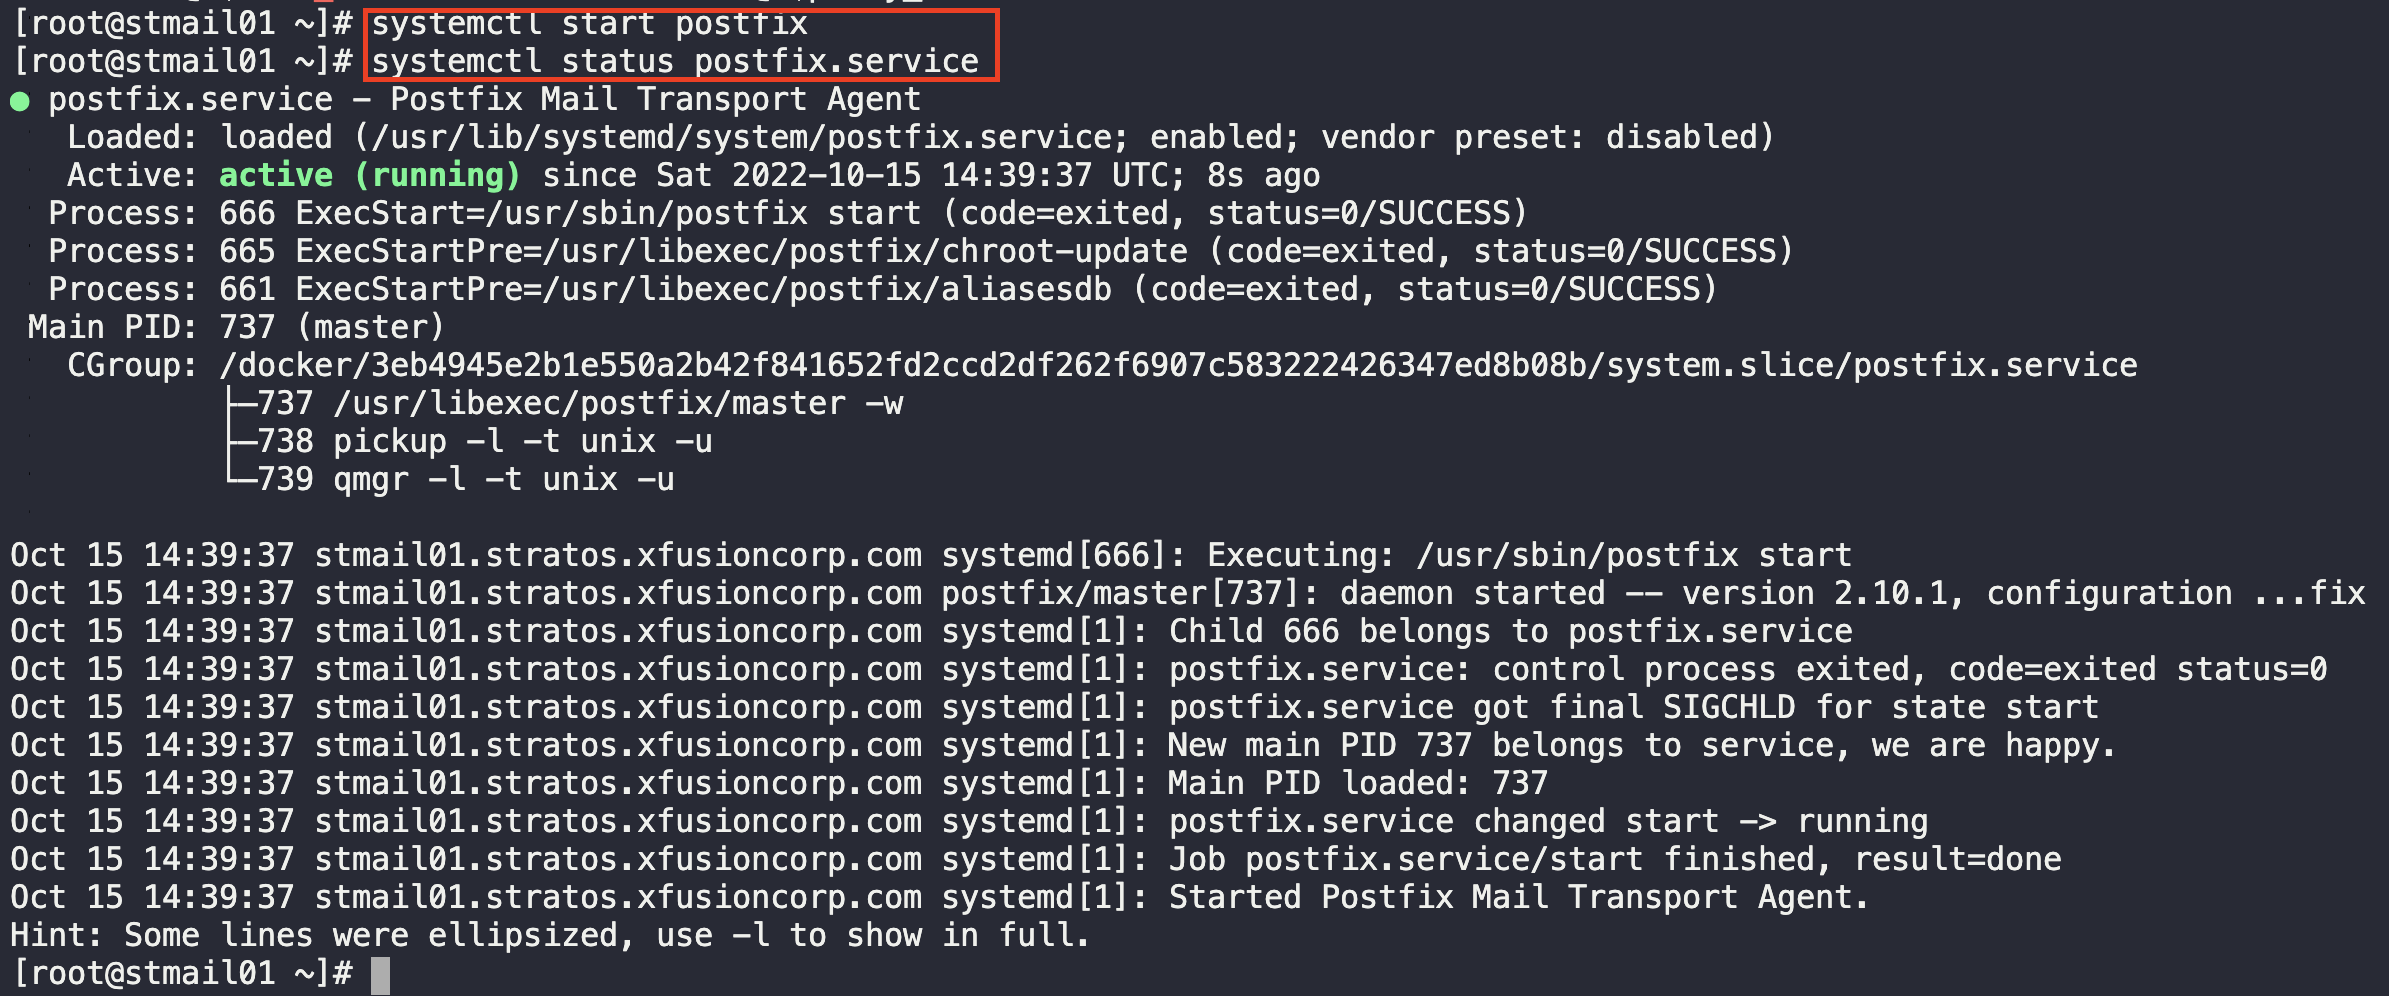 [root@stmail01 ~]# systemctl start postfix
[root@stmail01 ~]# systemctl status postfix.service
● postfix.service - Postfix Mail Transport Agent
   Loaded: loaded (/usr/lib/systemd/system/postfix.service; enabled; vendor preset: disabled)
   Active: active (running) since Sat 2022-10-15 14:39:37 UTC; 8s ago
  Process: 666 ExecStart=/usr/sbin/postfix start (code=exited, status=0/SUCCESS)
  Process: 665 ExecStartPre=/usr/libexec/postfix/chroot-update (code=exited, status=0/SUCCESS)
  Process: 661 ExecStartPre=/usr/libexec/postfix/aliasesdb (code=exited, status=0/SUCCESS)
 Main PID: 737 (master)
   CGroup: /docker/3eb4945e2b1e550a2b42f841652fd2ccd2df262f6907c583222426347ed8b08b/system.slice/postfix.service
           ├─737 /usr/libexec/postfix/master -w
           ├─738 pickup -l -t unix -u
           └─739 qmgr -l -t unix -u

Oct 15 14:39:37 stmail01.stratos.xfusioncorp.com systemd[666]: Executing: /usr/sbin/postfix start
Oct 15 14:39:37 stmail01.stratos.xfusioncorp.com postfix/master[737]: daemon started -- version 2.10.1, configuration ...fix
Oct 15 14:39:37 stmail01.stratos.xfusioncorp.com systemd[1]: Child 666 belongs to postfix.service
Oct 15 14:39:37 stmail01.stratos.xfusioncorp.com systemd[1]: postfix.service: control process exited, code=exited status=0
Oct 15 14:39:37 stmail01.stratos.xfusioncorp.com systemd[1]: postfix.service got final SIGCHLD for state start
Oct 15 14:39:37 stmail01.stratos.xfusioncorp.com systemd[1]: New main PID 737 belongs to service, we are happy.
Oct 15 14:39:37 stmail01.stratos.xfusioncorp.com systemd[1]: Main PID loaded: 737
Oct 15 14:39:37 stmail01.stratos.xfusioncorp.com systemd[1]: postfix.service changed start -> running
Oct 15 14:39:37 stmail01.stratos.xfusioncorp.com systemd[1]: Job postfix.service/start finished, result=done
Oct 15 14:39:37 stmail01.stratos.xfusioncorp.com systemd[1]: Started Postfix Mail Transport Agent.
Hint: Some lines were ellipsized, use -l to show in full.
[root@stmail01 ~]#